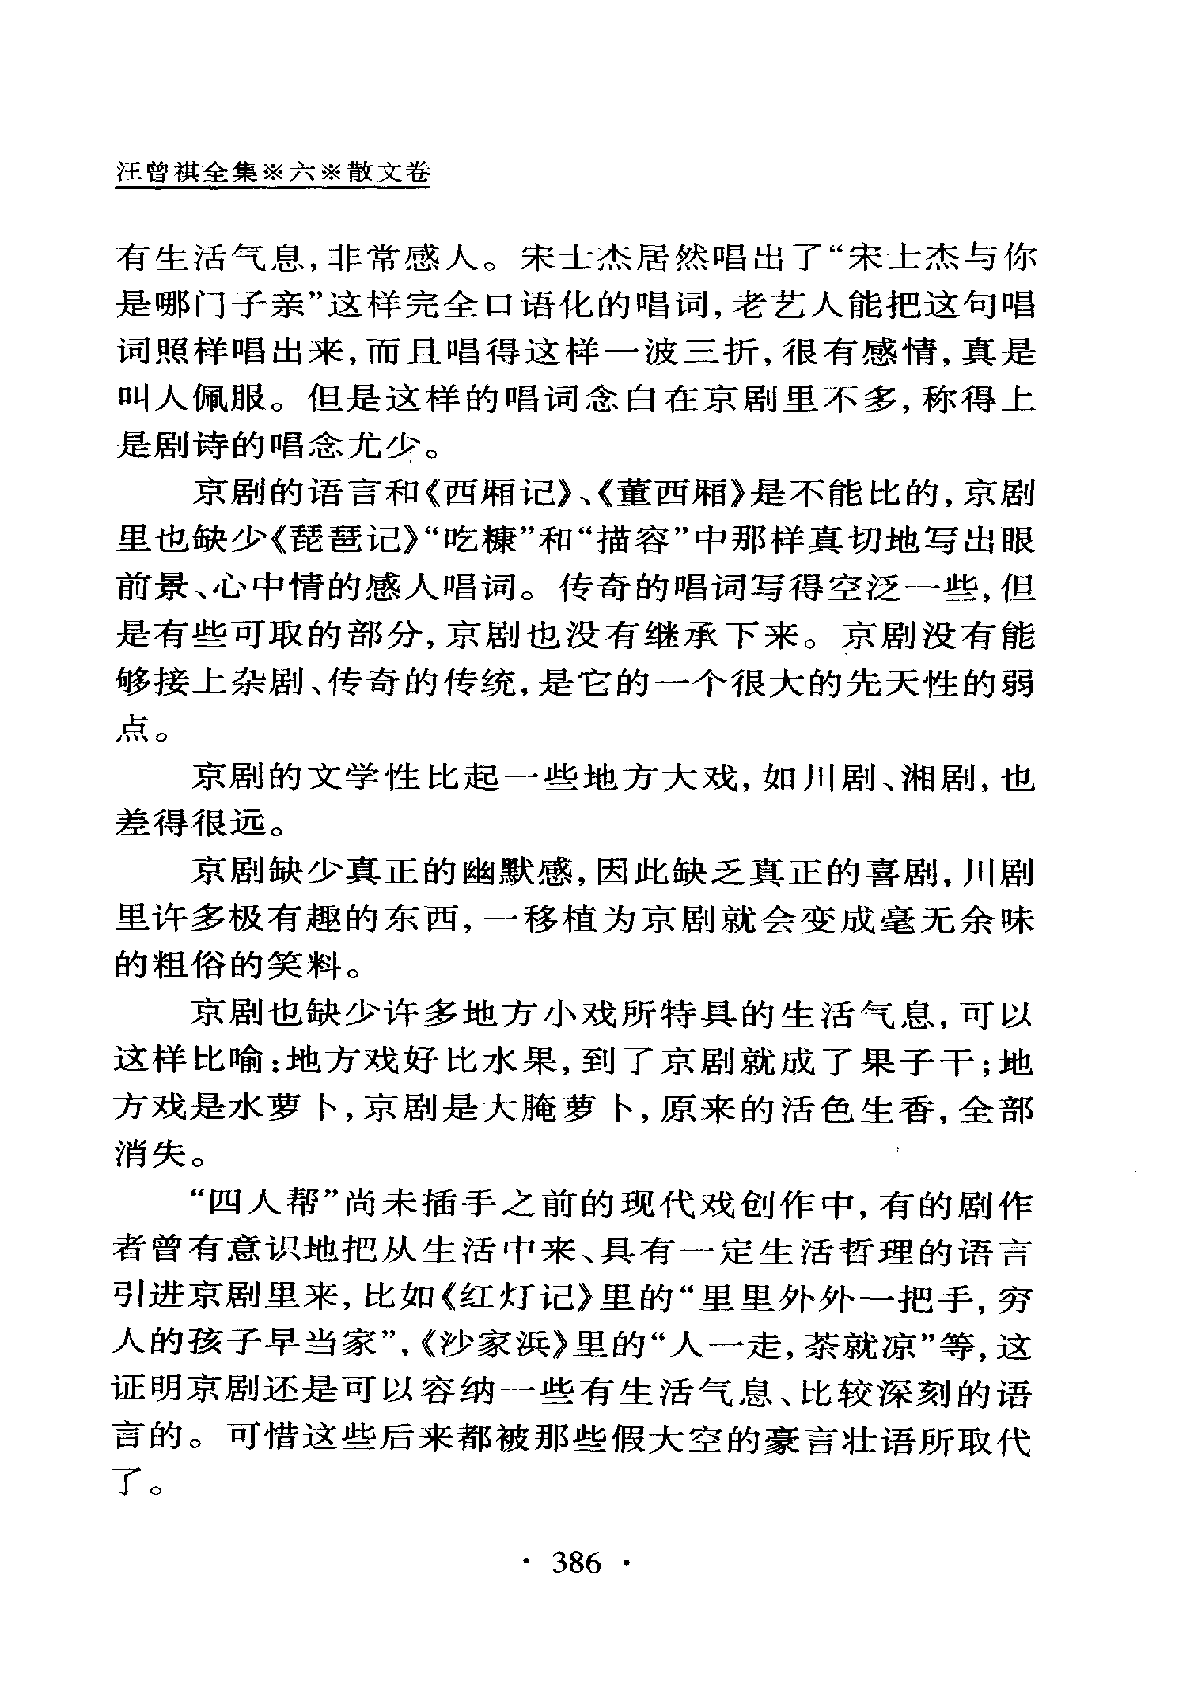 汪曾祺全集※六※散文卷
有生活气息,非常感人。宋士杰居然唱出了“宋士杰与你
是哪门子亲”这样完全口语化的唱词,老艺人能把这句唱
词照样唱出来,而且唱得这样一波三折,很有感情,真是
叫人佩服。但是这样的唱词念白在京剧里不多,称得上
是剧诗的唱念尤少。
京剧的语言和《西厢记》、《董西厢》是不能比的,京剧
里也缺少《琵琶记》“吃糠”和“描容”中那样真切地写出眼
前景、心中情的感人唱词。传奇的唱词写得空泛一些,但
是有些可取的部分,京剧也没有继承下来。京剧没有能
够接上杂剧、传奇的传统,是它的一个很大的先天性的弱
点。
京剧的文学性比起一些地方大戏,如川剧、湘剧,也
差得很远。
京剧缺少真正的幽默感,因此缺乏真正的喜剧,川剧
里许多极有趣的东西,一移植为京剧就会变成毫无余味
的粗俗的笑料。
京剧也缺少许多地方小戏所特具的生活气息,可以
这样比喻:地方戏好比水果,到了京剧就成了果子干;地
方戏是水萝卜,京剧是大腌萝卜,原来的活色生香,全部
消失。
“四人帮”尚未插手之前的现代戏创作中,有的剧作
者曾有意识地把从生活中来、具有一定生活哲理的语言
引进京剧里来,比如《红灯记》里的“里里外外一把手,穷
人的孩子早当家”,《沙家浜》里的“人一走,茶就凉”等,这
证明京剧还是可以容纳一些有生活气息、比较深刻的语
言的。可惜这些后来都被那些假大空的豪言壮语所取代
了。
· 386 ·